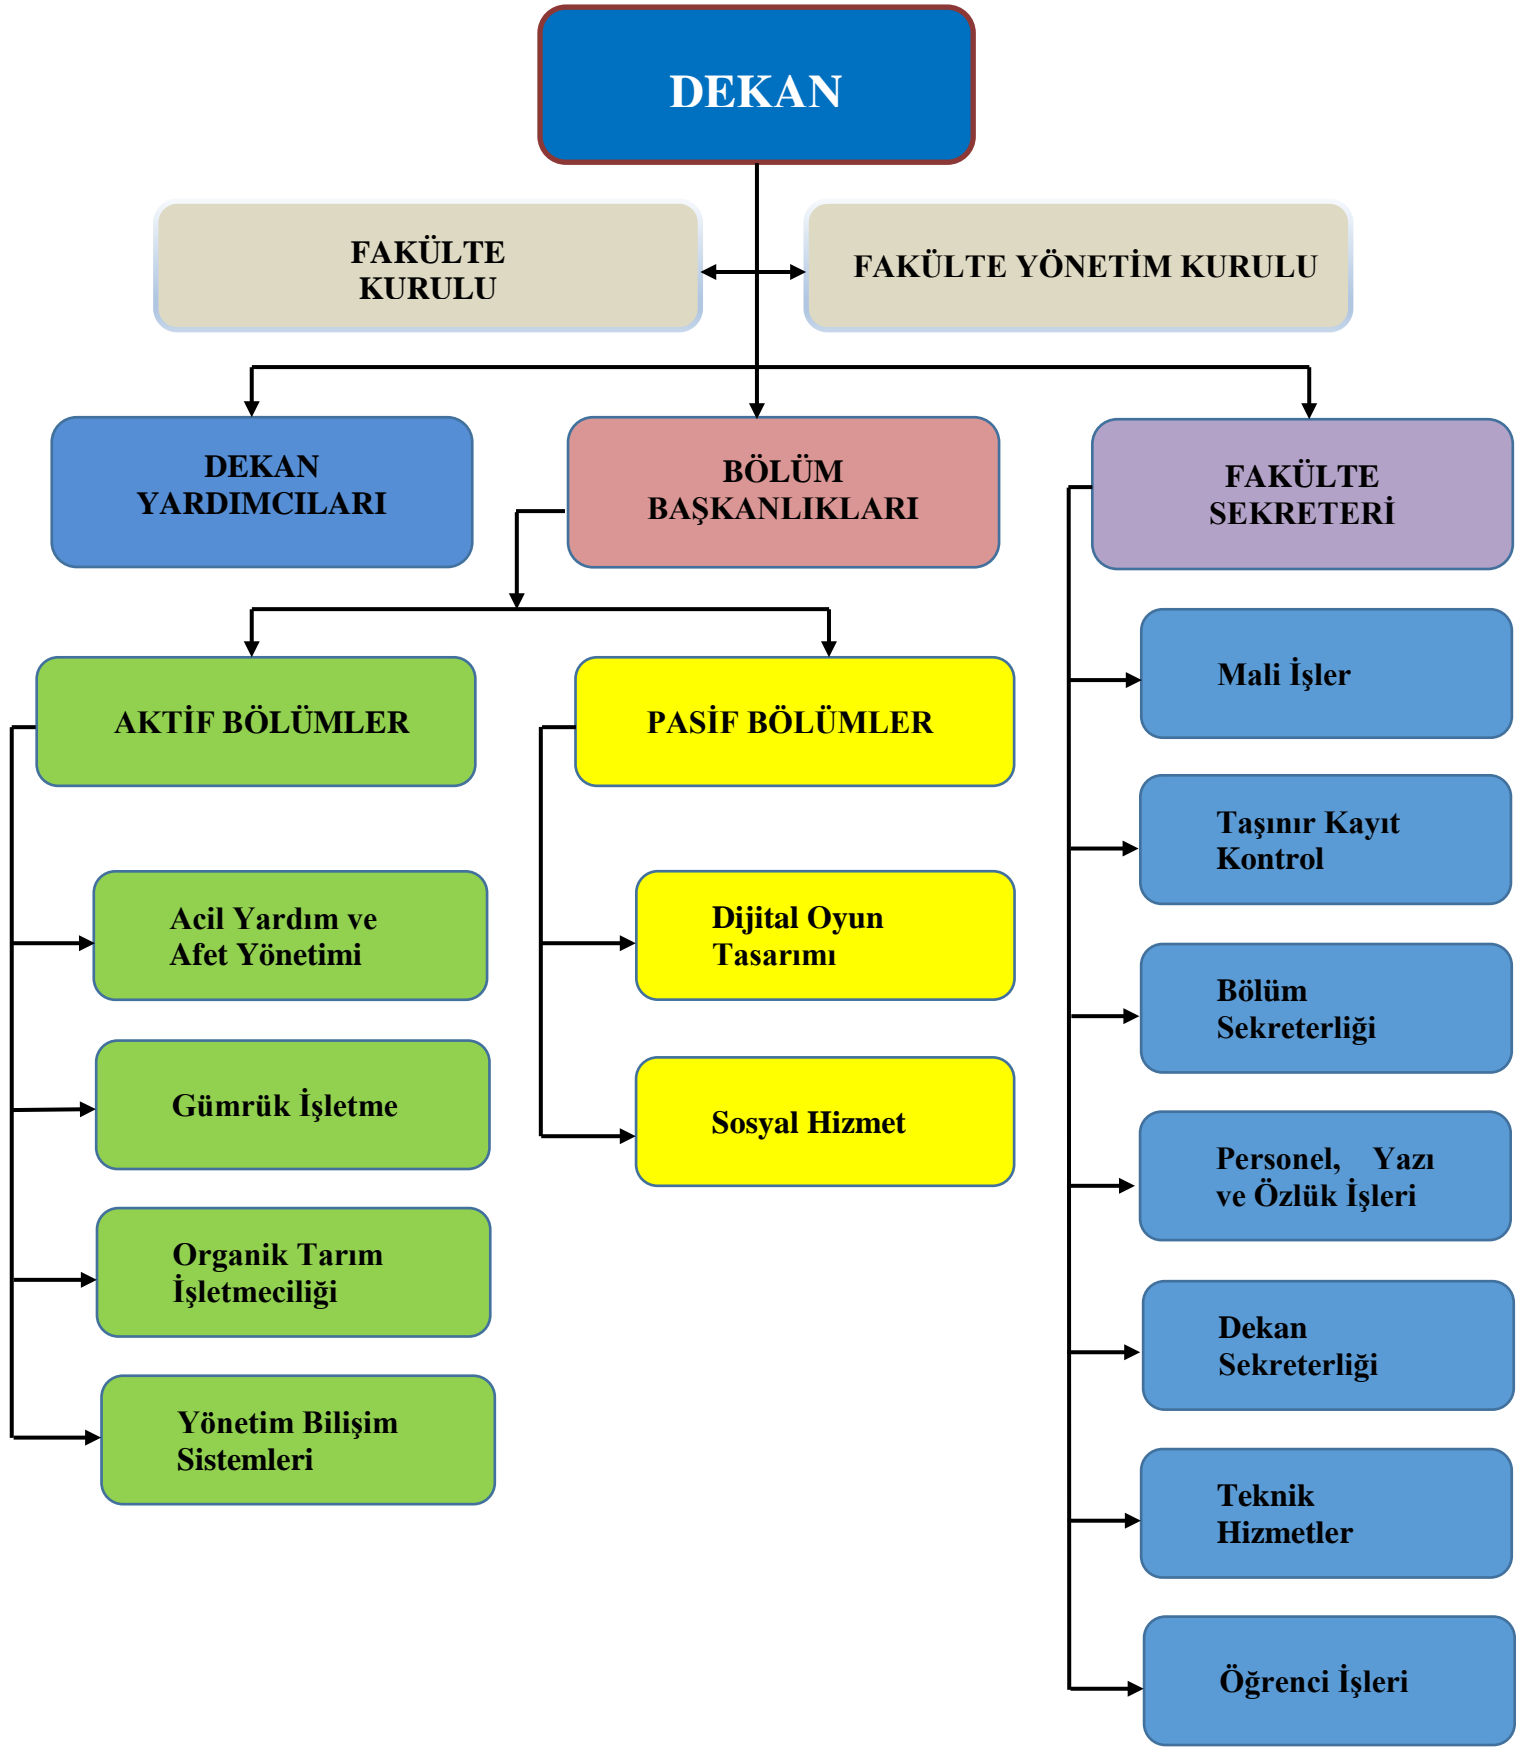 DEKAN
FAKÜLTE
KURULU
FAKÜLTE YÖNETİM KURULU
DEKAN
YARDIMCILARI
BÖLÜM
BAŞKANLIKLARI
FAKÜLTE
SEKRETERİ
AKTİF BÖLÜMLER
Acil Yardım ve
Afet Yönetimi
Gümrük İşletme
Organik Tarım
İşletmeciliği
Yönetim Bilişim
Sistemleri
PASİF BÖLÜMLER
Dijital Oyun
Tasarımı
Sosyal Hizmet
Mali İşler
Taşınır Kayıt
Kontrol
Bölüm
Sekreterliği
Personel, Yazı
ve Özlük İşleri
Dekan
Sekreterliği
Teknik
Hizmetler
Öğrenci İşleri